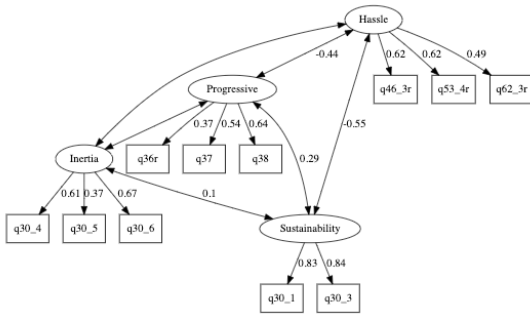 Hassle
-0.44
0.62
0.62
0.49
Progressive
q46_3r
q53_4r
q62_3r
0.37
0.54
0.64
-0.55
Inertia
q36r
q37
q38
0.29
0.61
0.37
0.67
0.1
q30_4
q30_5
q30_6
Sustainability
0.83
0.84
q30_1
q30_3